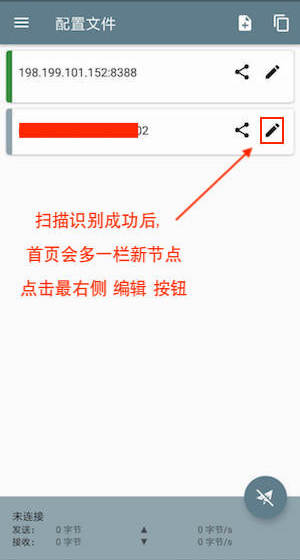 配置文件
198.199.101.152:8388
02
扫描识别成功后,
首页会多一栏新节点
点击最右侧 编辑 按钮
未连接
发送: 0 字节 ▲ 0 字节/s
接收: 0 字节 ▼ 0 字节/s